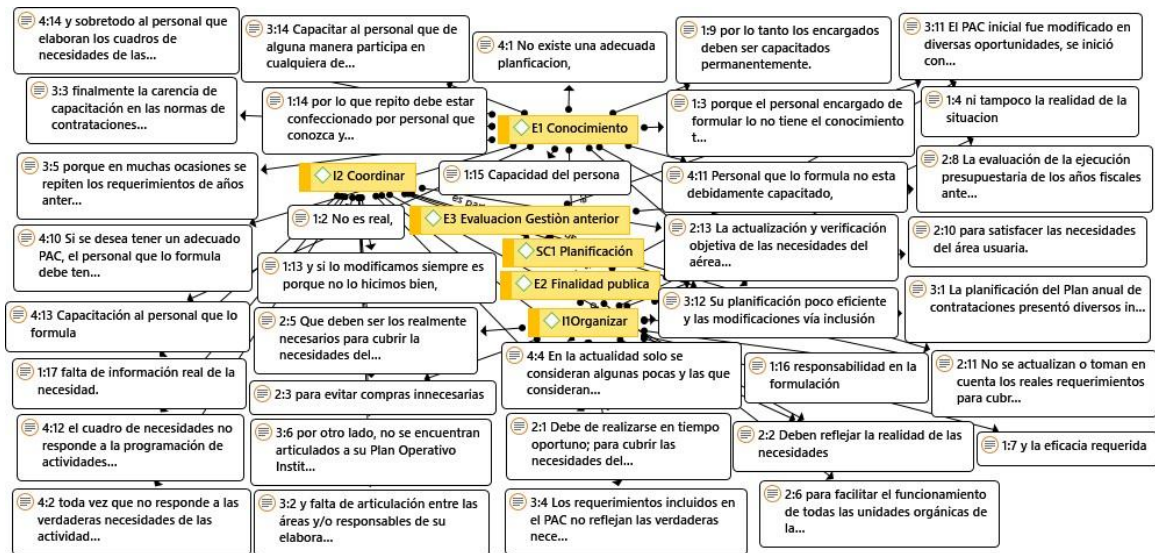 4:14 y sobretodo al personal que
elaboran los cuadros de
necesidades de las...
3:14 Capacitar al personal que de
alguna manera participa en
cualquiera de...
4:1 No existe una adecuada
planficacion,
1:9 por lo tanto los encargados
deben ser capacitados
permanentemente.
3:11 El PAC inicial fue modificado en
diversas oportunidades, se inició
con...
3:3 finalmente la carencia de
capacitación en las normas de
contrataciones...
1:14 por lo que repito debe estar
confeccionado por personal que
conozca y...
E1 Conocimiento
1:3 porque el personal encargado de
formular lo no tiene el conocimiento
t...
1:4 ni tampoco la realidad de la
situacion
3:5 porque en muchas ocasiones se
repiten los requerimientos de años
anter...
I2 Coordinar
1:15 Capacidad del persona
4:11 Personal que lo formula no esta
debidamente capacitado,
2:8 La evaluación de la ejecución
presupuestaria de los años fiscales
ante...
es par
1:2 No es real,
E3 Evaluacion Gestiòn anterior
4:10 Si se desea tener un adecuado
PAC, el personal que lo formula
debe ten...
SC1 Planificación
2:13 La actualización y verificación
objetiva de las necesidades del
aérea...
2:10 para satisfacer las necesidades
del área usuaria.
1:13 y si lo modificamos siempre es
porque no lo hicimos bien,
E2 Finalidad publica
4:13 Capacitación al personal que lo
formula
2:5 Que deben ser los realmente
necesarios para cubrir la
necesidades del...
I1Organizar
3:12 Su planificación poco eficiente
y las modificaciones vía inclusión
3:1 La planificación del Plan anual de
contrataciones presentó diversos in...
1:17 falta de información real de la
necesidad.
2:3 para evitar compras innecesarias
4:4 En la actualidad solo se
consideran algunas pocas y las que
consideran...
1:16 responsabilidad en la
formulación
2:11 No se actualizan o toman en
cuenta los reales requerimientos
para cubr...
4:12 el cuadro de necesidades no
responde a la programación de
actividades...
3:6 por otro lado, no se encuentran
articulados a su Plan Operativo
Instit...
2:1 Debe de realizarse en tiempo
oportuno; para cubrir las
necesidades del...
2:2 Deben reflejar la realidad de las
necesidades
1:7 y la eficacia requerida
4:2 toda vez que no responde a las
verdaderas necesidades de las
actividad...
3:2 y falta de articulación entre las
áreas y/o responsables de su
elabora...
3:4 Los requerimientos incluidos en
el PAC no reflejan las verdaderas
nece...
2:6 para facilitar el funcionamiento
de todas las unidades orgánicas de
la...